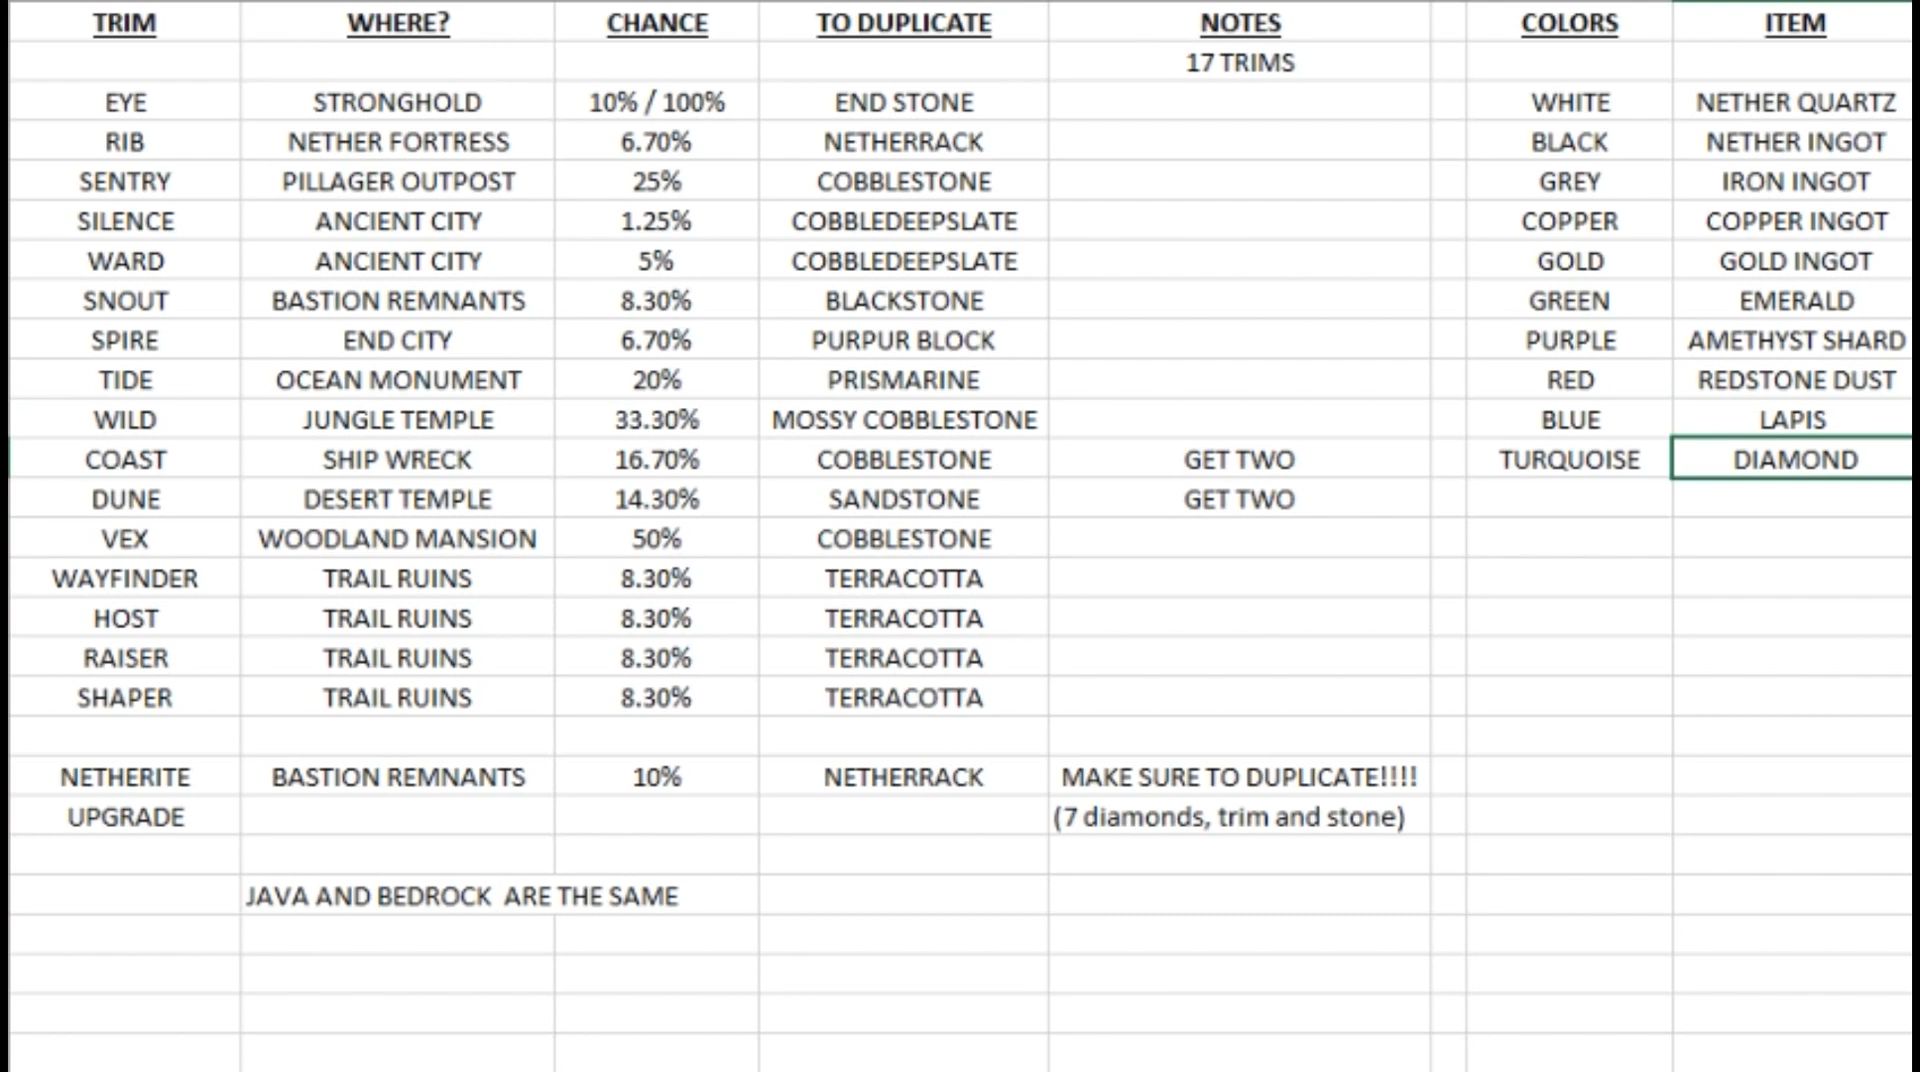 TRIM WHERE? CHANCE TO DUPLICATE NOTES COLORS ITEM
17 TRIMS
EYE STRONGHOLD 10% / 100% END STONE WHITE NETHER QUARTZ
RIB NETHER FORTRESS 6.70% NETHERRACK BLACK NETHER INGOT
SENTRY PILLAGER OUTPOST 25% COBBLESTONE GREY IRON INGOT
SILENCE ANCIENT CITY 1.25% COBBLEDEEPSLATE COPPER COPPER INGOT
WARD ANCIENT CITY 5% COBBLEDEEPSLATE GOLD GOLD INGOT
SNOUT BASTION REMNANTS 8.30% BLACKSTONE GREEN EMERALD
SPIRE END CITY 6.70% PURPUR BLOCK PURPLE AMETHYST SHARD
TIDE OCEAN MONUMENT 20% PRISMARINE RED REDSTONE DUST
WILD JUNGLE TEMPLE 33.30% MOSSY COBBLESTONE BLUE LAPIS
COAST SHIP WRECK 16.70% COBBLESTONE GET TWO TURQUOISE DIAMOND
DUNE DESERT TEMPLE 14.30% SANDSTONE GET TWO
VEX WOODLAND MANSION 50% COBBLESTONE
WAYFINDER TRAIL RUINS 8.30% TERRACOTTA
HOST TRAIL RUINS 8.30% TERRACOTTA
RAISER TRAIL RUINS 8.30% TERRACOTTA
SHAPER TRAIL RUINS 8.30% TERRACOTTA
NETHERITE BASTION REMNANTS 10% NETHERRACK MAKE SURE TO DUPLICATE!!!!
UPGRADE (7 diamonds, trim and stone)
JAVA AND BEDROCK  ARE THE SAME